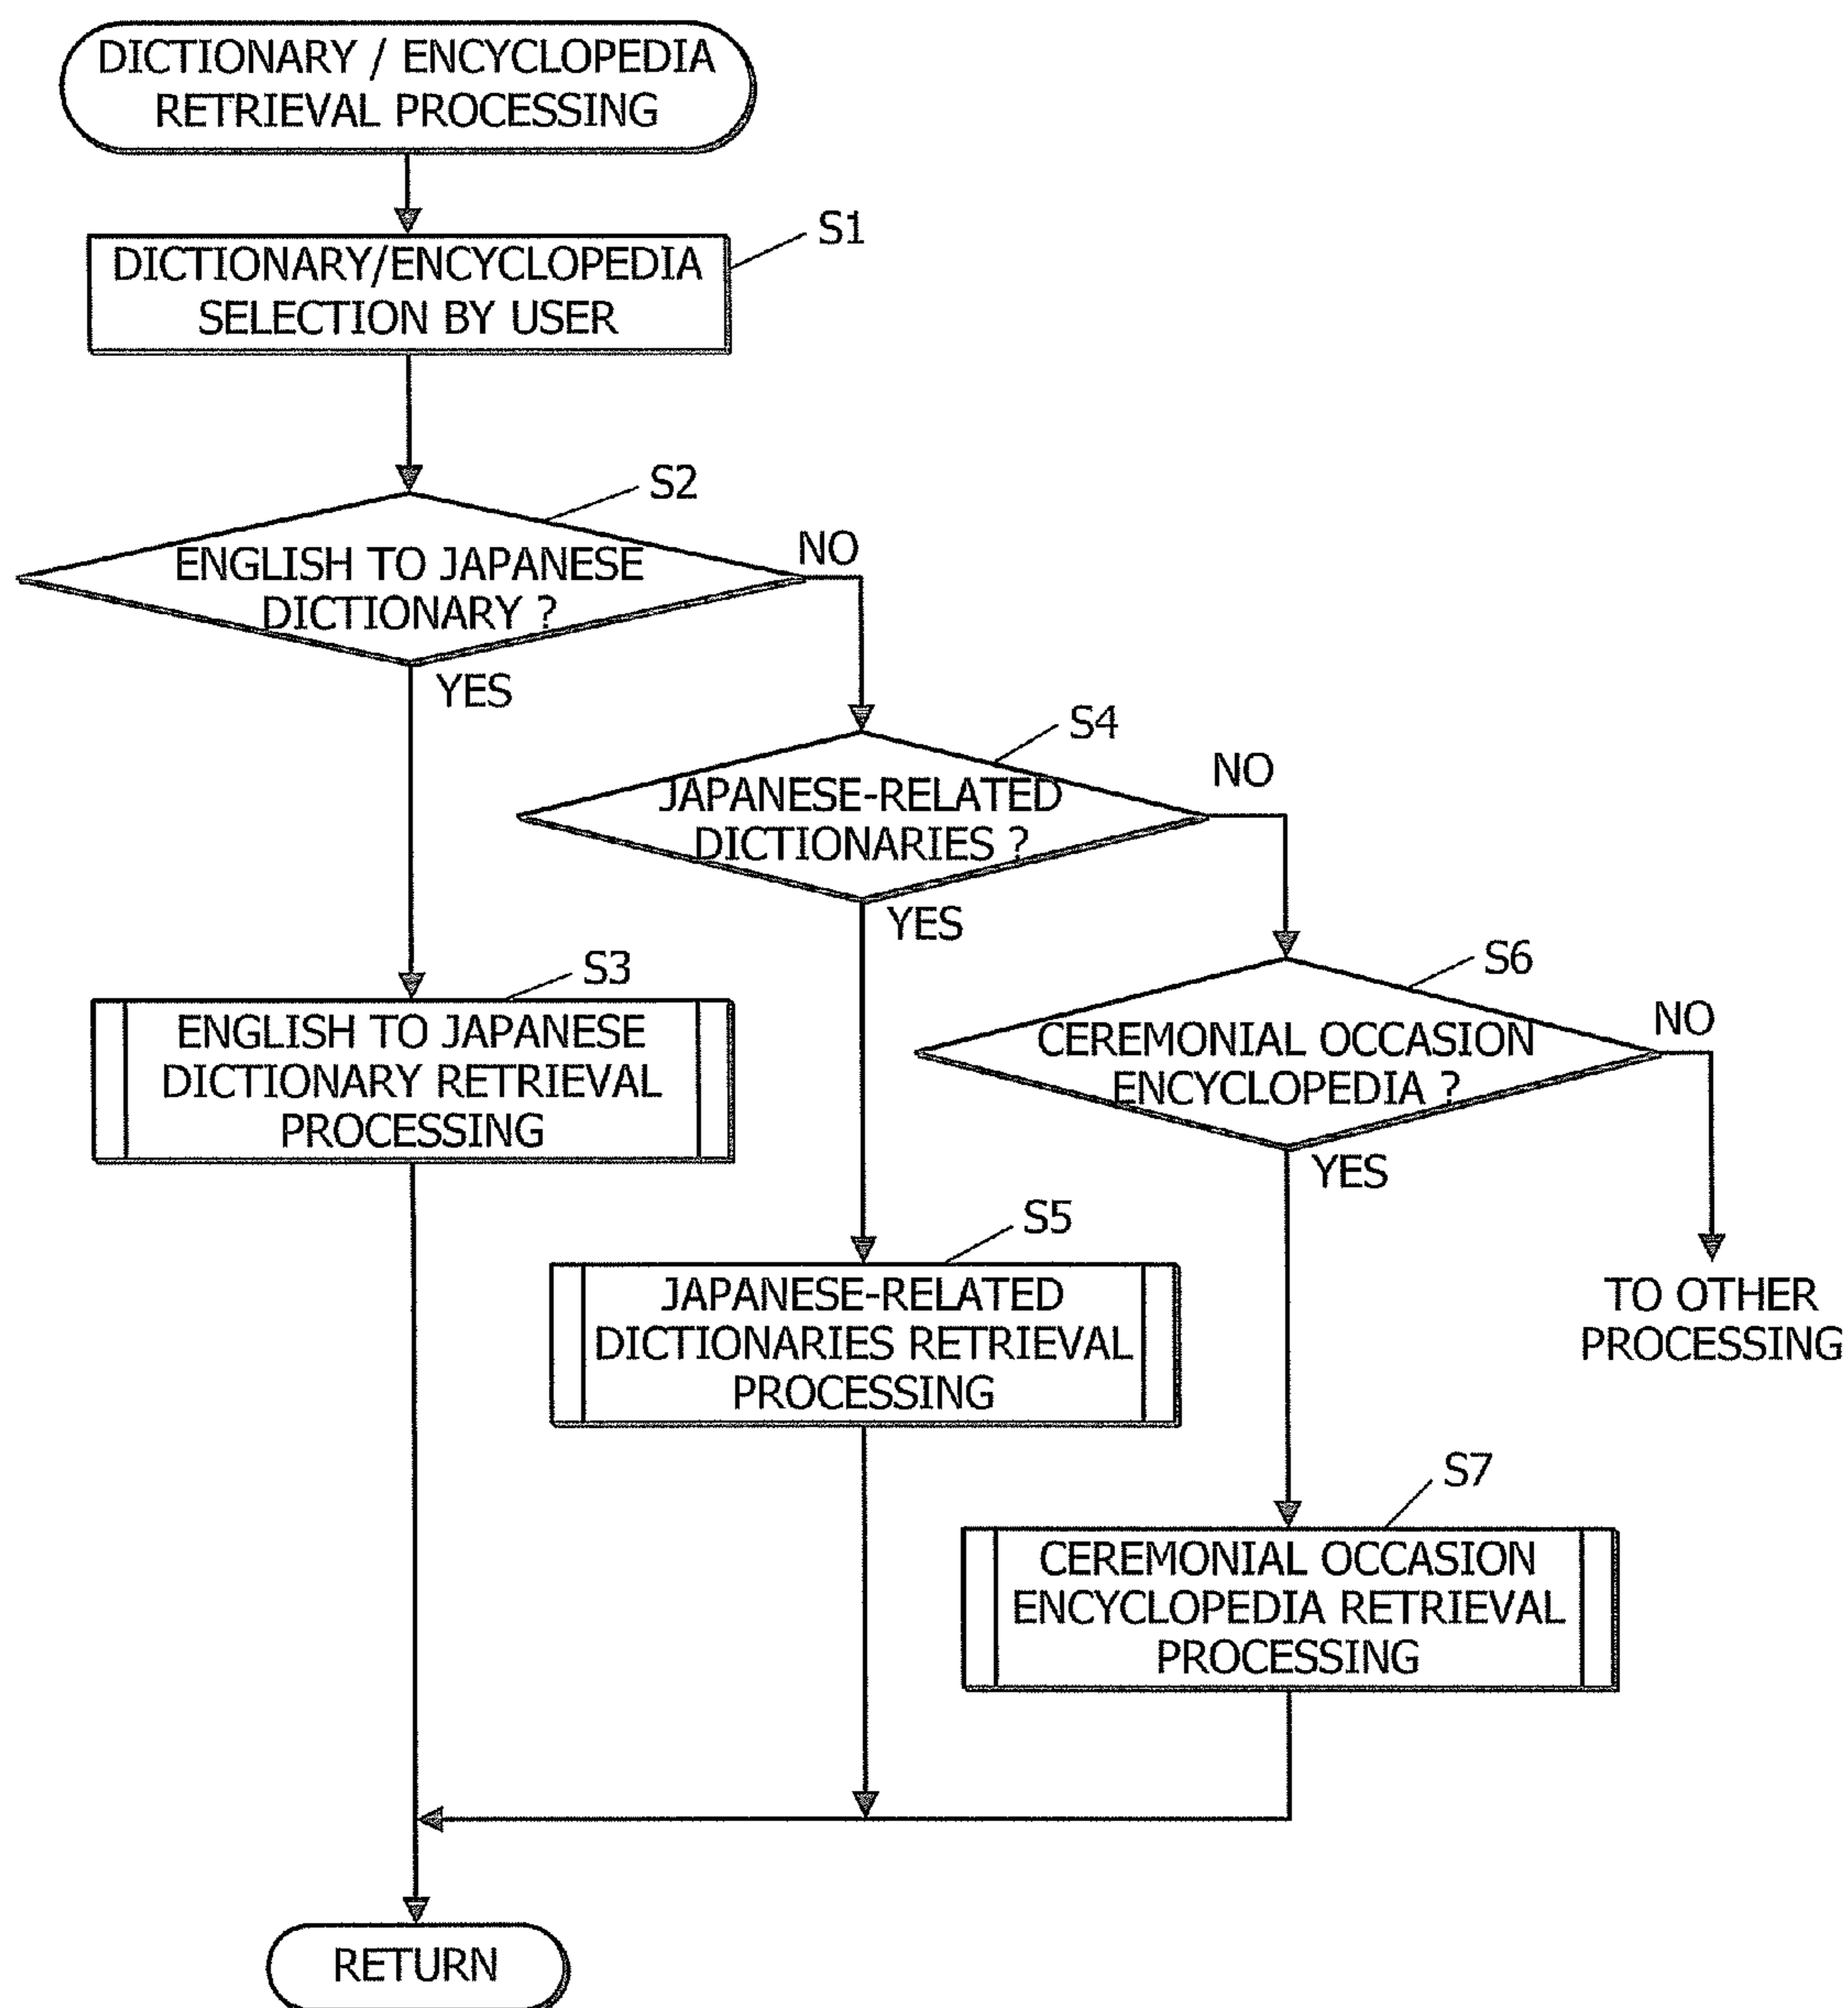 DICTIONARY / ENCYCLOPEDIA
RETRIEVAL PROCESSING
S1
DICTIONARY/ENCYCLOPEDIA
SELECTION BY USER
S2
ENGLISH TO JAPANESE
DICTIONARY ?
NO
YES
S4
JAPANESE-RELATED
DICTIONARIES ?
NO
YES
S3
ENGLISH TO JAPANESE
DICTIONARY RETRIEVAL
PROCESSING
S6
CEREMONIAL OCCASION
ENCYCLOPEDIA ?
NO
YES
S5
JAPANESE-RELATED
DICTIONARIES RETRIEVAL
PROCESSING
TO OTHER
PROCESSING
S7
CEREMONIAL OCCASION
ENCYCLOPEDIA RETRIEVAL
PROCESSING
RETURN